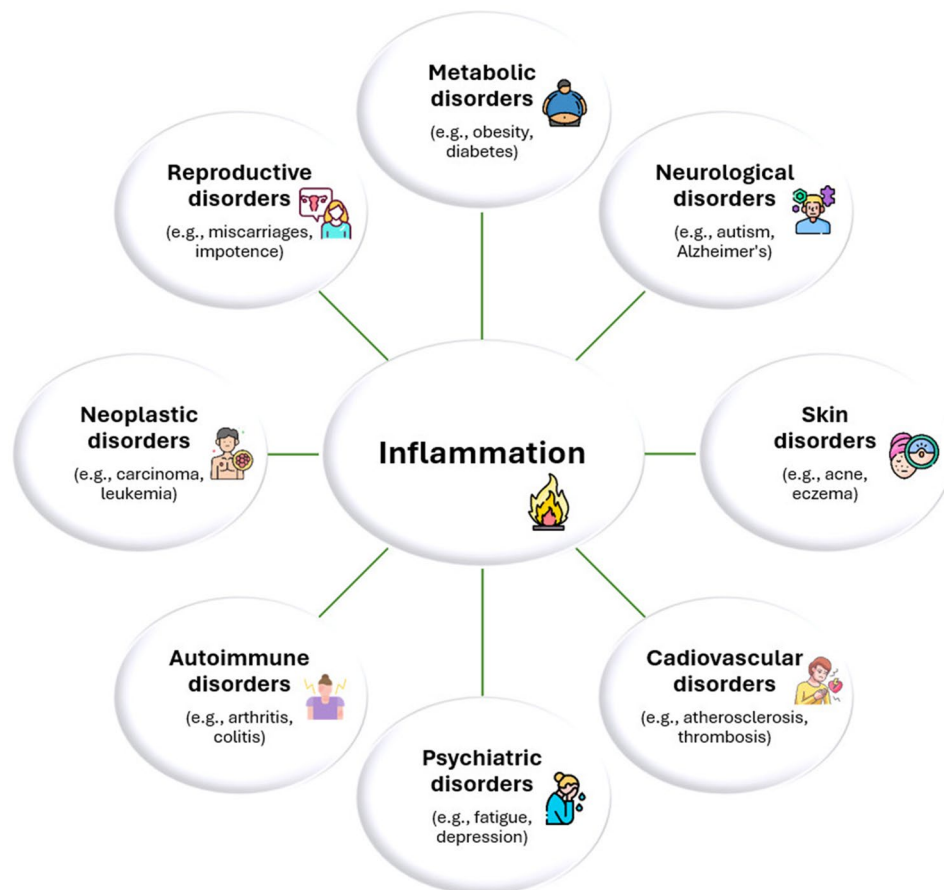 Metabolic
disorders
(e.g., obesity,
diabetes)
Reproductive
disorders
(e.g., miscarriages,
impotence)
Neurological
disorders
(e.g., autism,
Alzheimer's)
Neoplastic
disorders
(e.g., carcinoma,
leukemia)
Inflammation
Skin
disorders
(e.g., acne,
eczema)
Autoimmune
disorders
(e.g., arthritis,
colitis)
Cadiovascular
disorders
(e.g., atherosclerosis,
thrombosis)
Psychiatric
disorders
(e.g., fatigue,
depression)